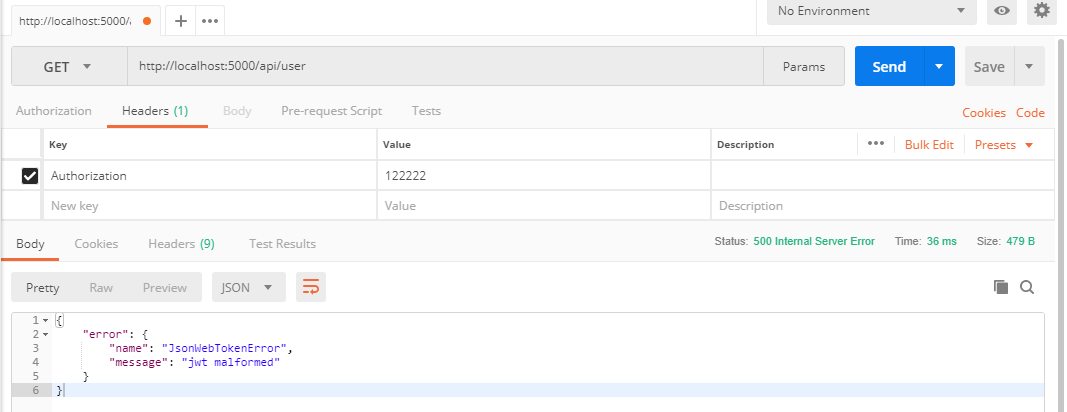 http://localhost:5000/a
+
•••
No Environment
GET
http://localhost:5000/api/user
Params
Send
Save
Authorization
Headers (1)
Body
Pre-request Script
Tests
Cookies
Code
Key
Value
Description
•••
Bulk Edit
Presets
Authorization
122222
New key
Value
Description
Body
Cookies
Headers (9)
Test Results
Status: 500 Internal Server Error
Time: 36 ms
Size: 479 B
Pretty
Raw
Preview
JSON
1 {
2 "error": {
3 "name": "JsonWebTokenError",
4 "message": "jwt malformed"
5 }
6 }